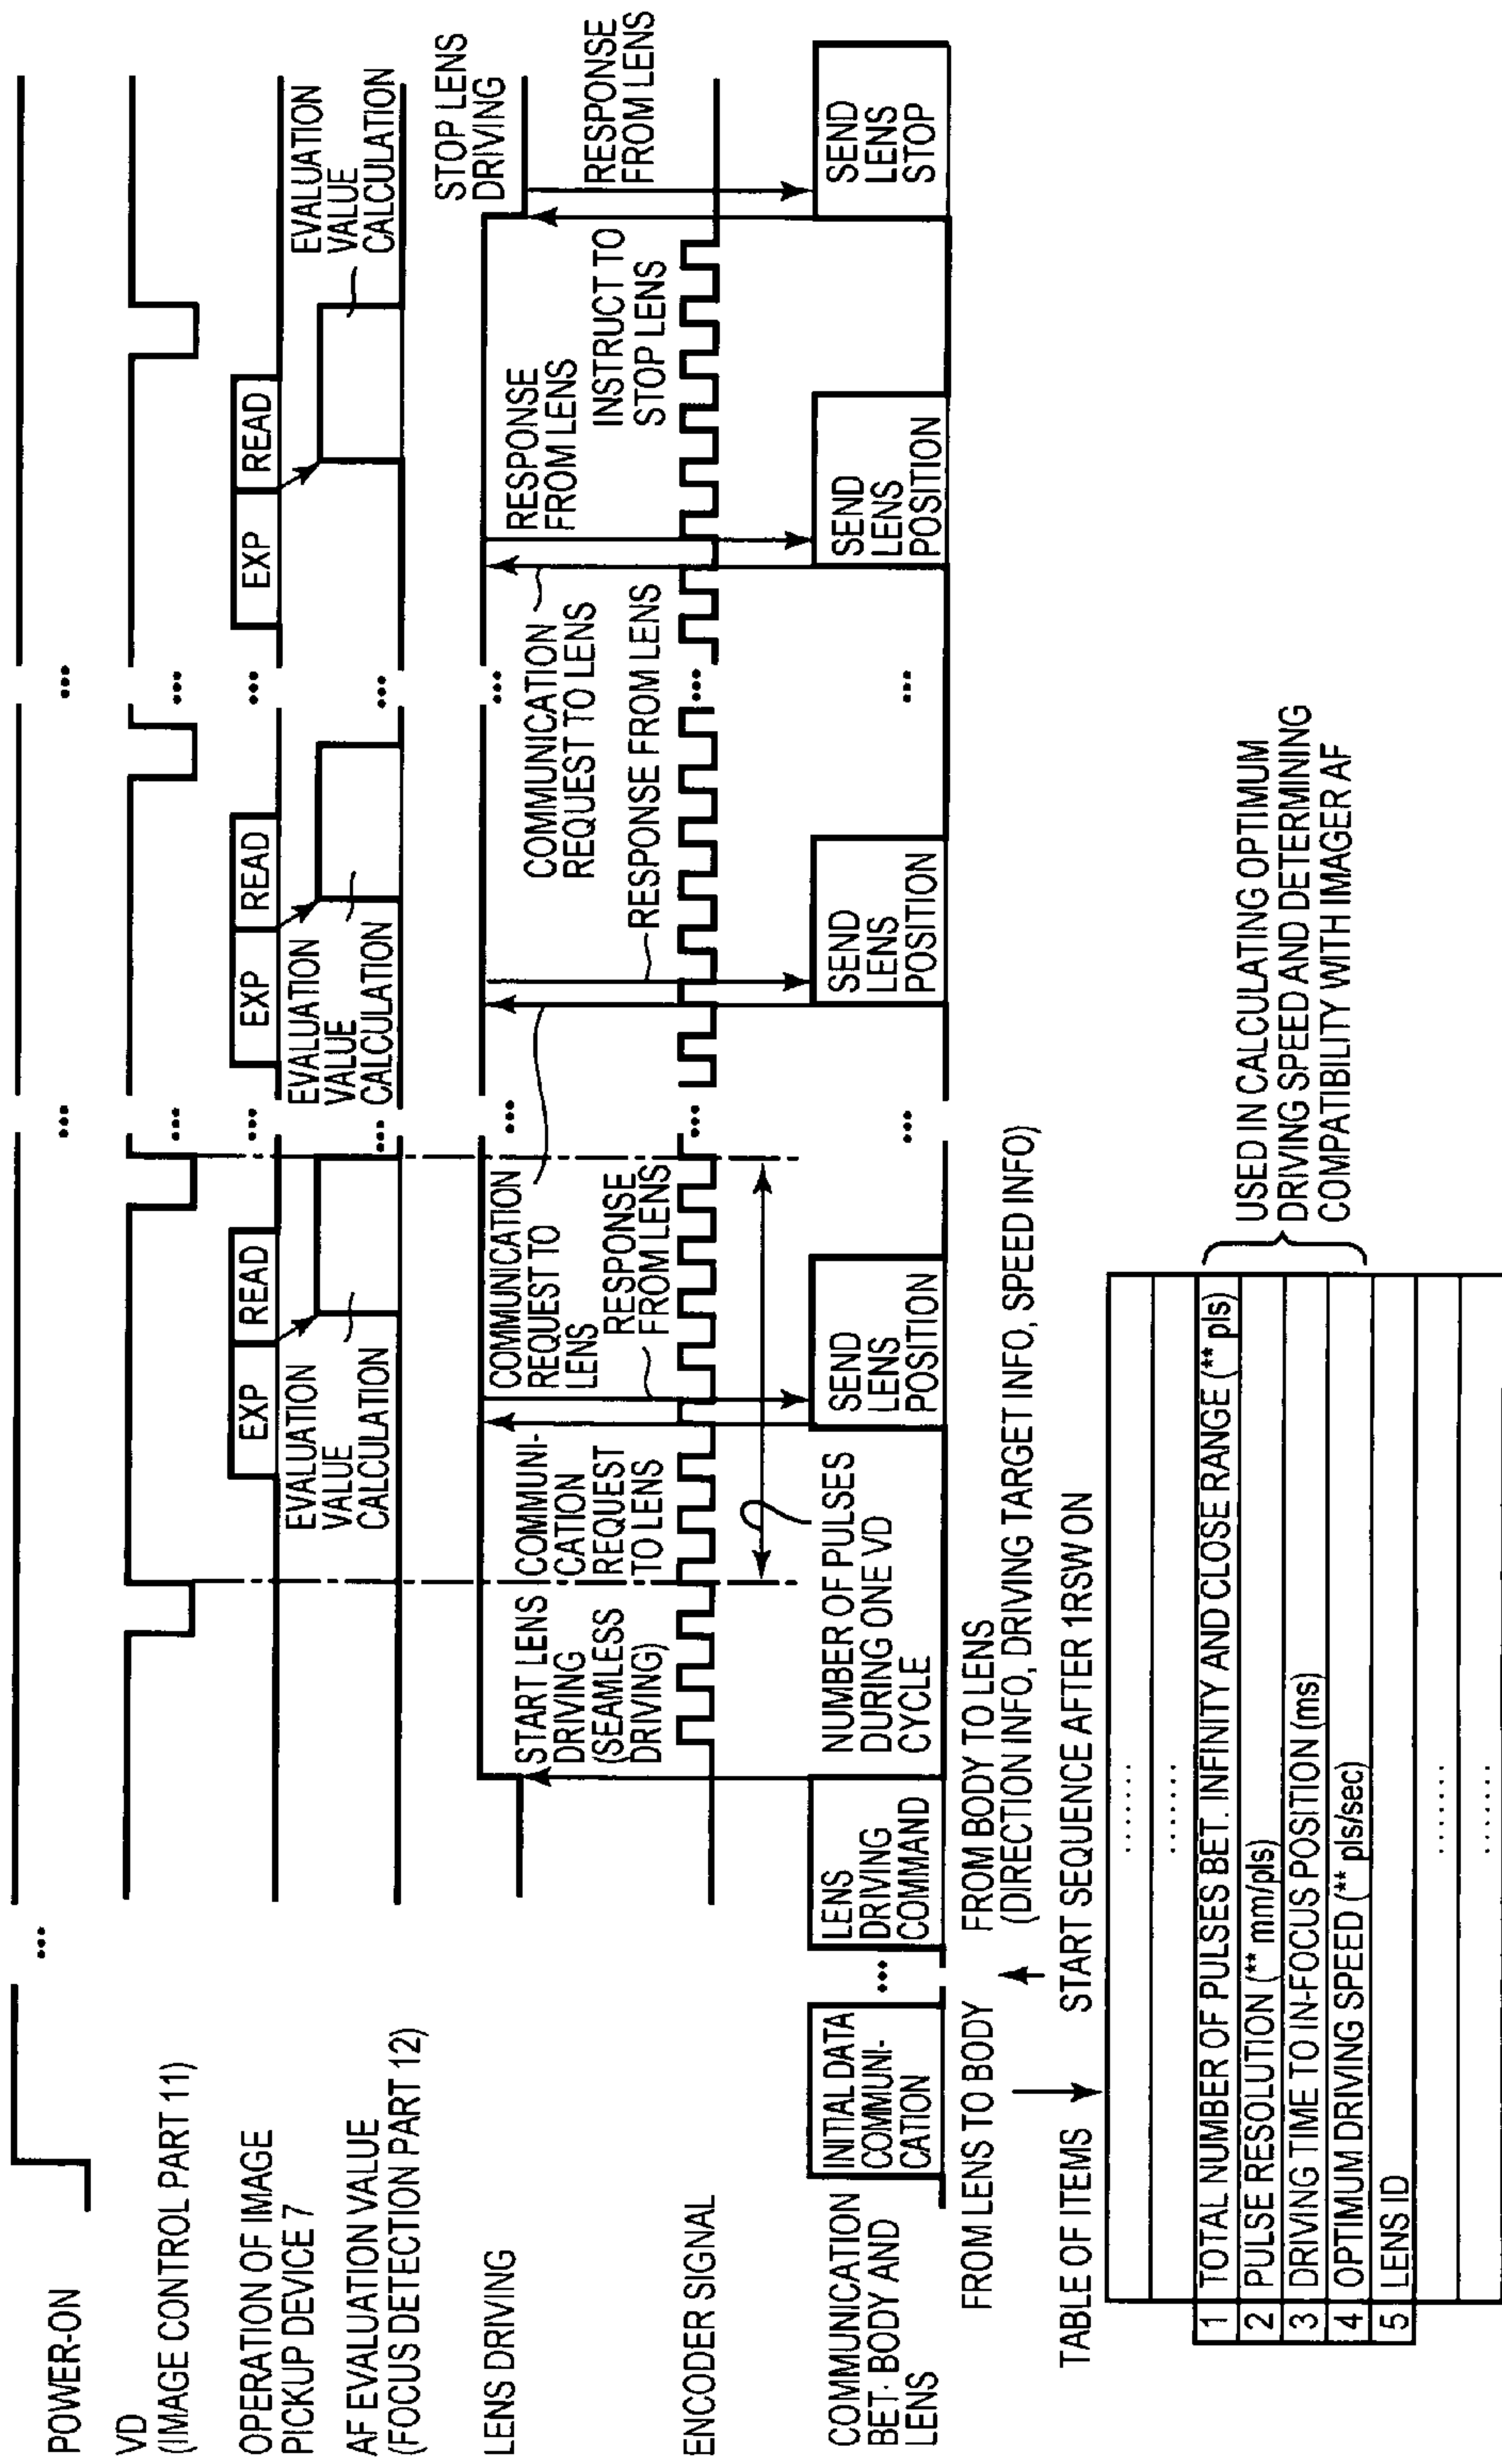 POWER-ON
...
...
VD
(IMAGE CONTROL PART 11)
...
...
OPERATION OF IMAGE
PICKUP DEVICE 7
EXP
READ
...
EXP
READ
...
EXP
READ
AF EVALUATION VALUE
(FOCUS DETECTION PART 12)
EVALUATION
VALUE
CALCULATION
...
EVALUATION
VALUE
CALCULATION
...
EVALUATION
VALUE
CALCULATION
LENS DRIVING
START LENS
DRIVING
(SEAMLESS
DRIVING)
COMMUNI-
CATION
REQUEST
TO LENS
COMMUNICATION
REQUEST TO
LENS
RESPONSE
FROM LENS
...
COMMUNICATION
REQUEST TO LENS
RESPONSE FROM LENS
...
RESPONSE
FROM LENS
INSTRUCT TO
STOP LENS
STOP LENS
DRIVING
RESPONSE
FROM LENS
ENCODER SIGNAL
...
...
NUMBER OF PULSES
DURING ONE VD
CYCLE
COMMUNICATION
BET. BODY AND
LENS
INITIAL DATA
COMMUNI-
CATION
...
LENS
DRIVING
COMMAND
SEND
LENS
POSITION
...
SEND
LENS
POSITION
...
SEND
LENS
POSITION
SEND
LENS
STOP
FROM LENS TO BODY
FROM BODY TO LENS
(DIRECTION INFO, DRIVING TARGET INFO, SPEED INFO)
START SEQUENCE AFTER 1RSW ON
TABLE OF ITEMS
......
......
1 TOTAL NUMBER OF PULSES BET. INFINITY AND CLOSE RANGE (** pls)
2 PULSE RESOLUTION (** mm/pls)
3 DRIVING TIME TO IN-FOCUS POSITION (ms)
4 OPTIMUM DRIVING SPEED (** pls/sec)
5 LENS ID
......
......
USED IN CALCULATING OPTIMUM
DRIVING SPEED AND DETERMINING
COMPATIBILITY WITH IMAGER AF